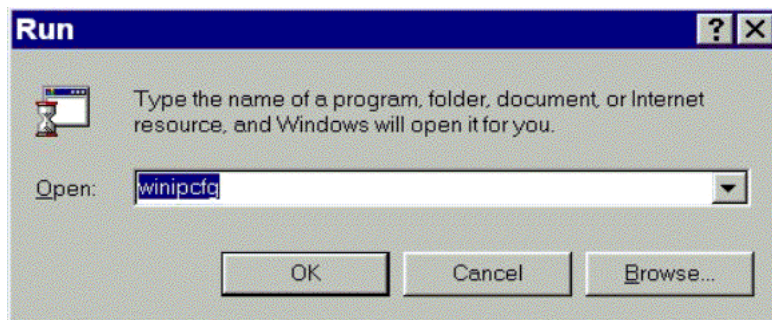 Run
Type the name of a program, folder, document, or Internet
resource, and Windows will open it for you.
Open: winipcfg
OK Cancel Browse...